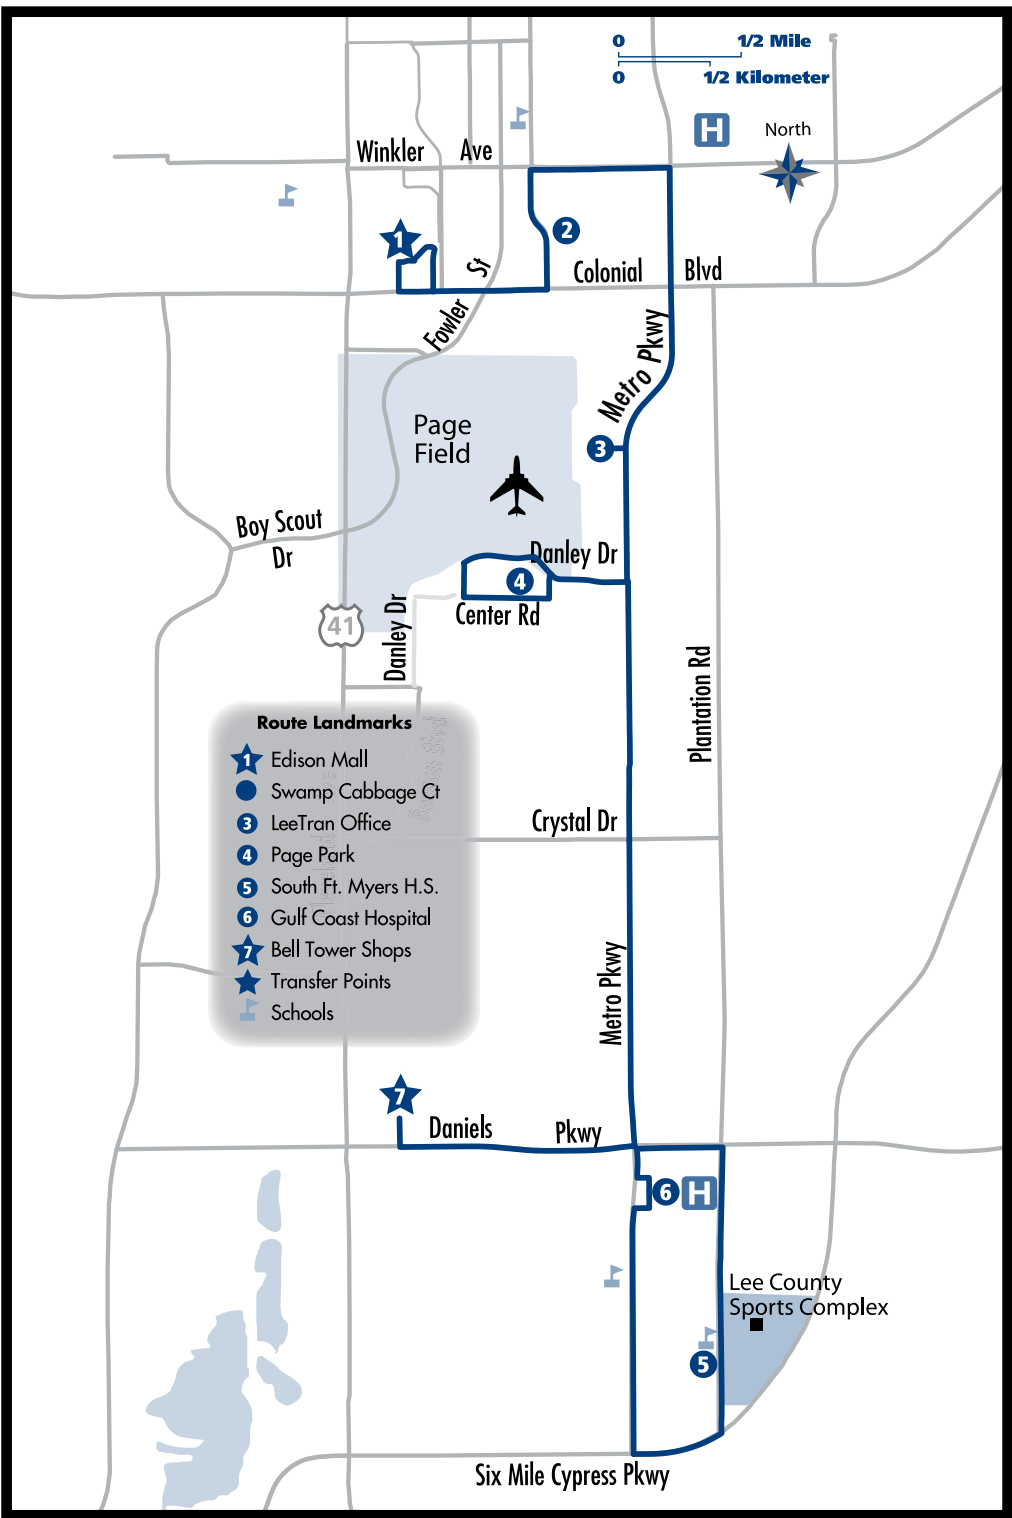 0 1/2 Mile
0 1/2 Kilometer
H
North
Winkler Ave
1
2
St
Colonial Blvd
Fowler
Metro Pkwy
Page
Field
3
Boy Scout
Dr
Danley Dr
4
Center Rd
41
Danley Dr
Plantation Rd
Route Landmarks
1 Edison Mall
Swamp Cabbage Ct
3 LeeTran Office
4 Page Park
5 South Ft. Myers H.S.
6 Gulf Coast Hospital
7 Bell Tower Shops
Transfer Points
Schools
Crystal Dr
Metro Pkwy
7
Daniels Pkwy
6 H
Lee County
Sports Complex
5
Six Mile Cypress Pkwy